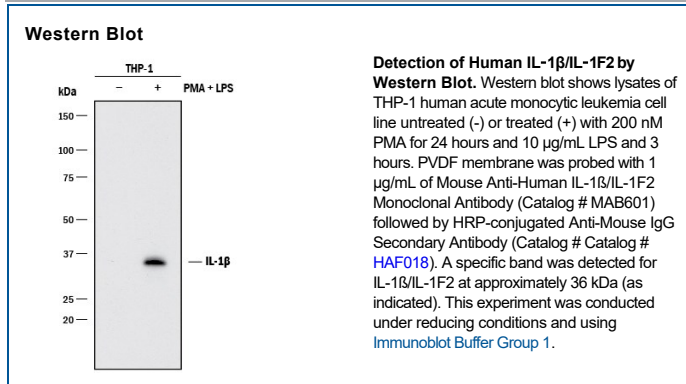 Western Blot
THP-1
kDa
– + PMA + LPS
150
100
75
50
37
IL-1β
25
20
Detection of Human IL-1β/IL-1F2 by
Western Blot. Western blot shows lysates of
THP-1 human acute monocytic leukemia cell
line untreated (-) or treated (+) with 200 nM
PMA for 24 hours and 10 µg/mL LPS and 3
hours. PVDF membrane was probed with 1
µg/mL of Mouse Anti-Human IL-1ß/IL-1F2
Monoclonal Antibody (Catalog # MAB601)
followed by HRP-conjugated Anti-Mouse IgG
Secondary Antibody (Catalog # Catalog #
HAF018). A specific band was detected for
IL-1ß/IL-1F2 at approximately 36 kDa (as
indicated). This experiment was conducted
under reducing conditions and using
Immunoblot Buffer Group 1.